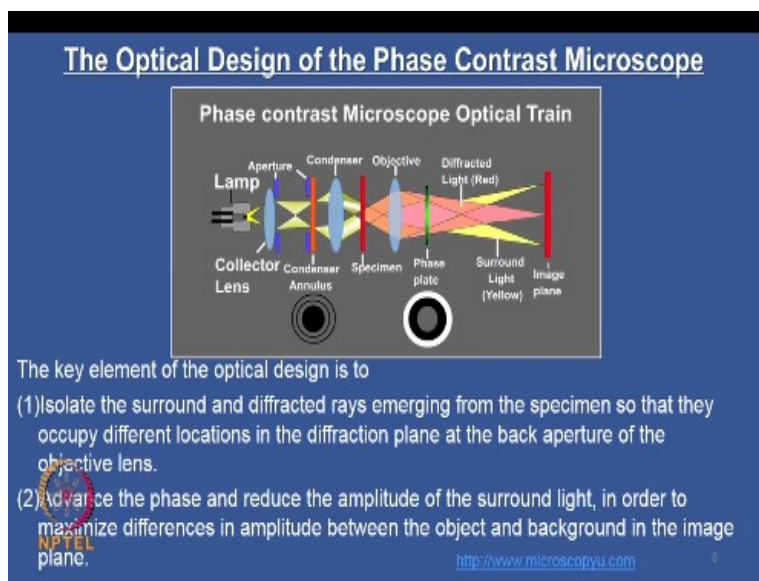 The Optical Design of the Phase Contrast Microscope
Phase contrast Microscope Optical Train
Aperture
Condenser
Objective
Diffracted
Light (Red)
Lamp
Collector
Lens
Condenser
Annulus
Specimen
Phase
plate
Surround
Light
(Yellow)
Image
plane
The key element of the optical design is to
(1)Isolate the surround and diffracted rays emerging from the specimen so that they
occupy different locations in the diffraction plane at the back aperture of the
objective lens.
(2)Advance the phase and reduce the amplitude of the surround light, in order to
maximize differences in amplitude between the object and background in the image
plane.
NPTEL
http://www.microscopyu.com